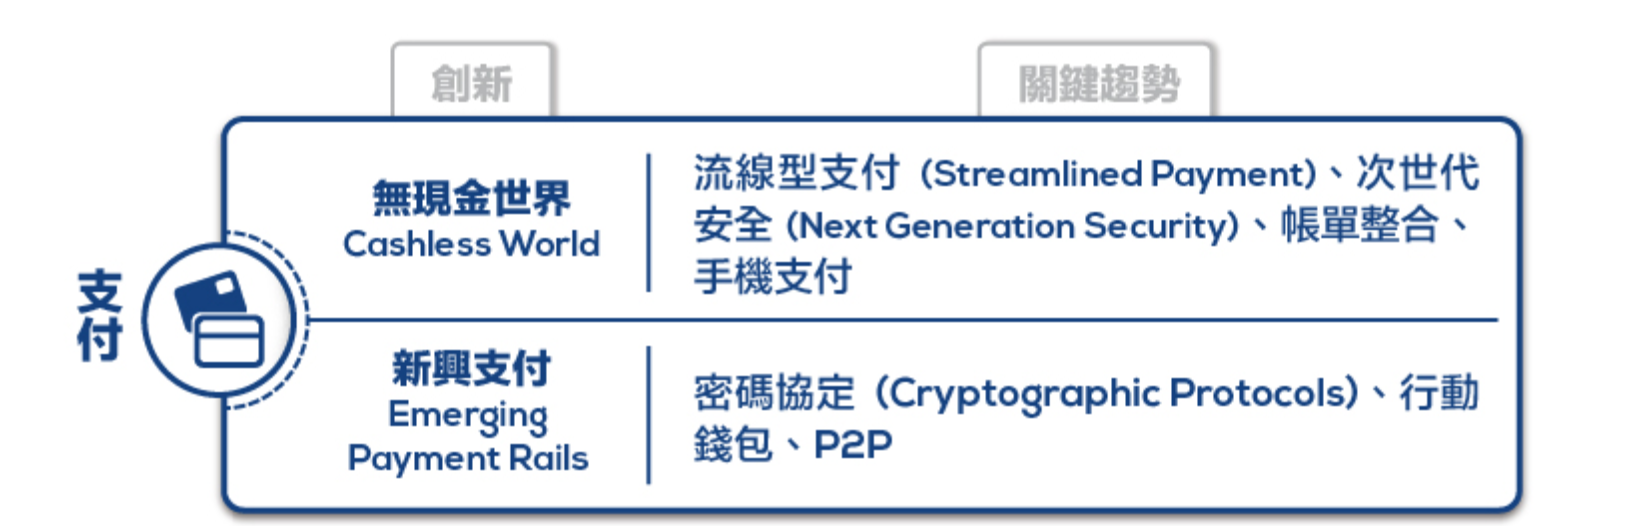 創新
關鍵趨勢
支付
無現金世界
Cashless World
流線型支付 (Streamlined Payment)、次世代
安全 (Next Generation Security)、帳單整合、
手機支付
新興支付
Emerging
Payment Rails
密碼協定 (Cryptographic Protocols)、行動
錢包、P2P